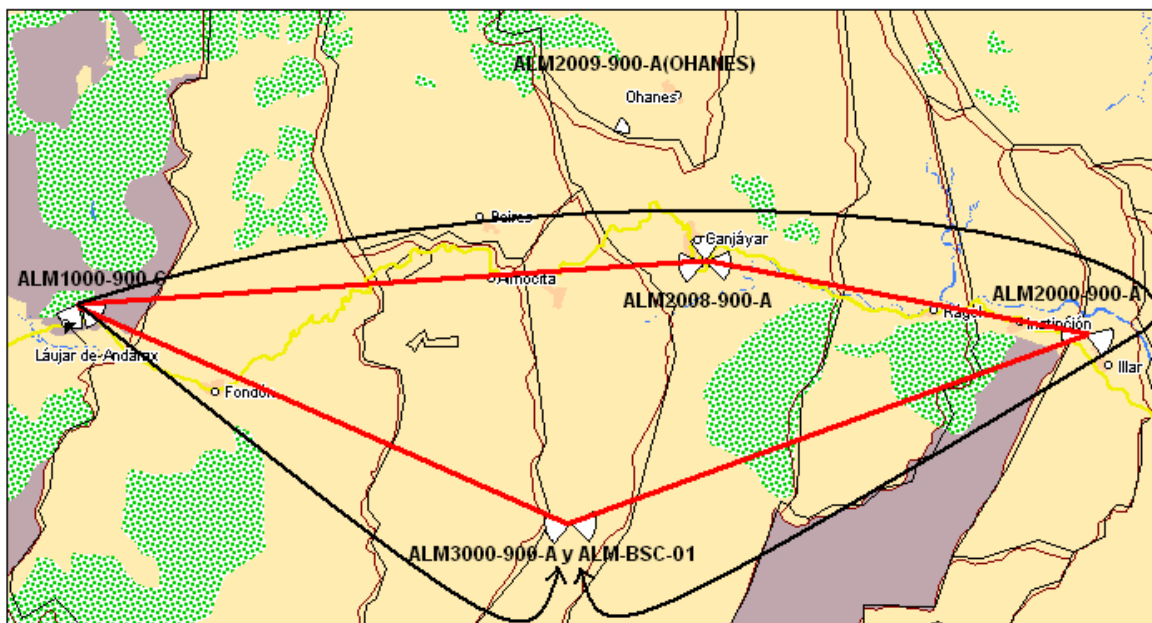 ALM2009-900-A(OHANES)
Ohanes
Beires
Canjáyar
ALM1000-900-C
Almócita
ALM2008-900-A
ALM2000-900-A
Rágol
Instinción
Láujar de Andarax
Illar
Fondón
ALM3000-900-A y ALM-BSC-01